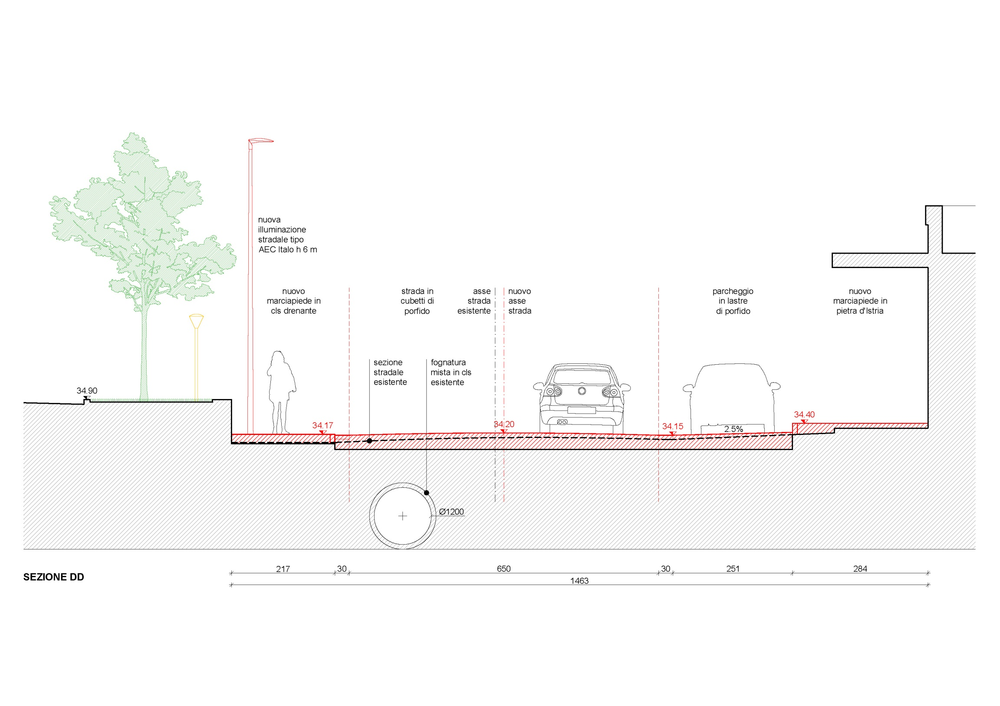 nuova
illuminazione
stradale tipo
AEC Italo h 6 m
nuovo
marciapiede in
cls drenante
strada in
cubetti di
porfido
asse
strada
esistente
nuovo
asse
strada
parcheggio
in lastre
di porfido
nuovo
marciapiede in
pietra d'Istria
sezione
stradale
esistente
fognatura
mista in cls
esistente
34.90
34.17
34.20
34.15
2.5%
34.40
Ø1200
SEZIONE DD
217 30 650 30 251 284
1463